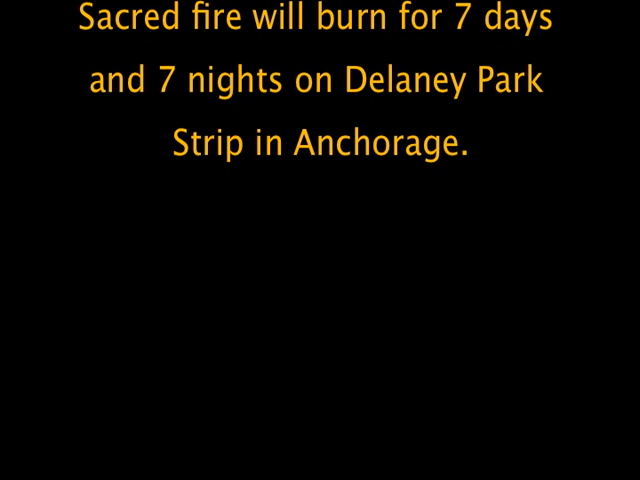 Sacred fire will burn for 7 days
and 7 nights on Delaney Park
Strip in Anchorage.